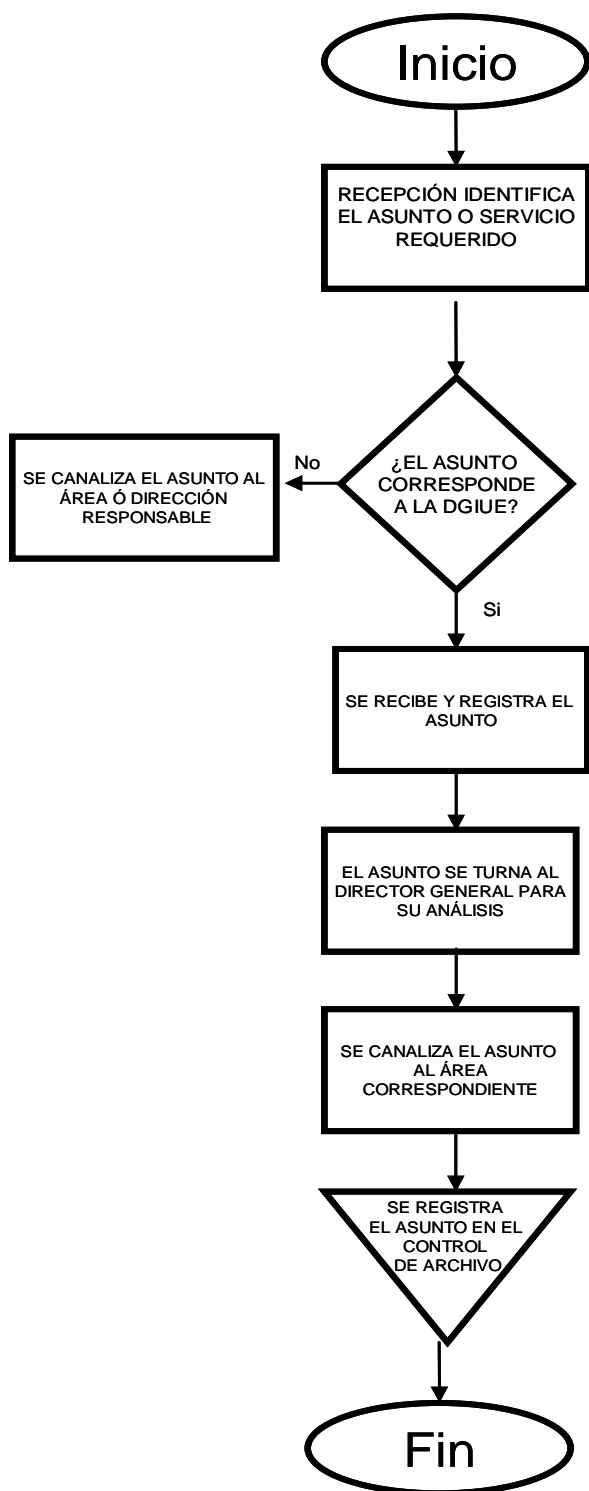 Inicio
RECEPCIÓN IDENTIFICA
EL ASUNTO O SERVICIO
REQUERIDO
¿EL ASUNTO
CORRESPONDE
A LA DGIUE?
No
SE CANALIZA EL ASUNTO AL
ÁREA Ó DIRECCIÓN
RESPONSABLE
Si
SE RECIBE Y REGISTRA EL
ASUNTO
EL ASUNTO SE TURNA AL
DIRECTOR GENERAL PARA
SU ANÁLISIS
SE CANALIZA EL ASUNTO
AL ÁREA
CORRESPONDIENTE
SE REGISTRA
EL ASUNTO EN EL
CONTROL
DE ARCHIVO
Fin